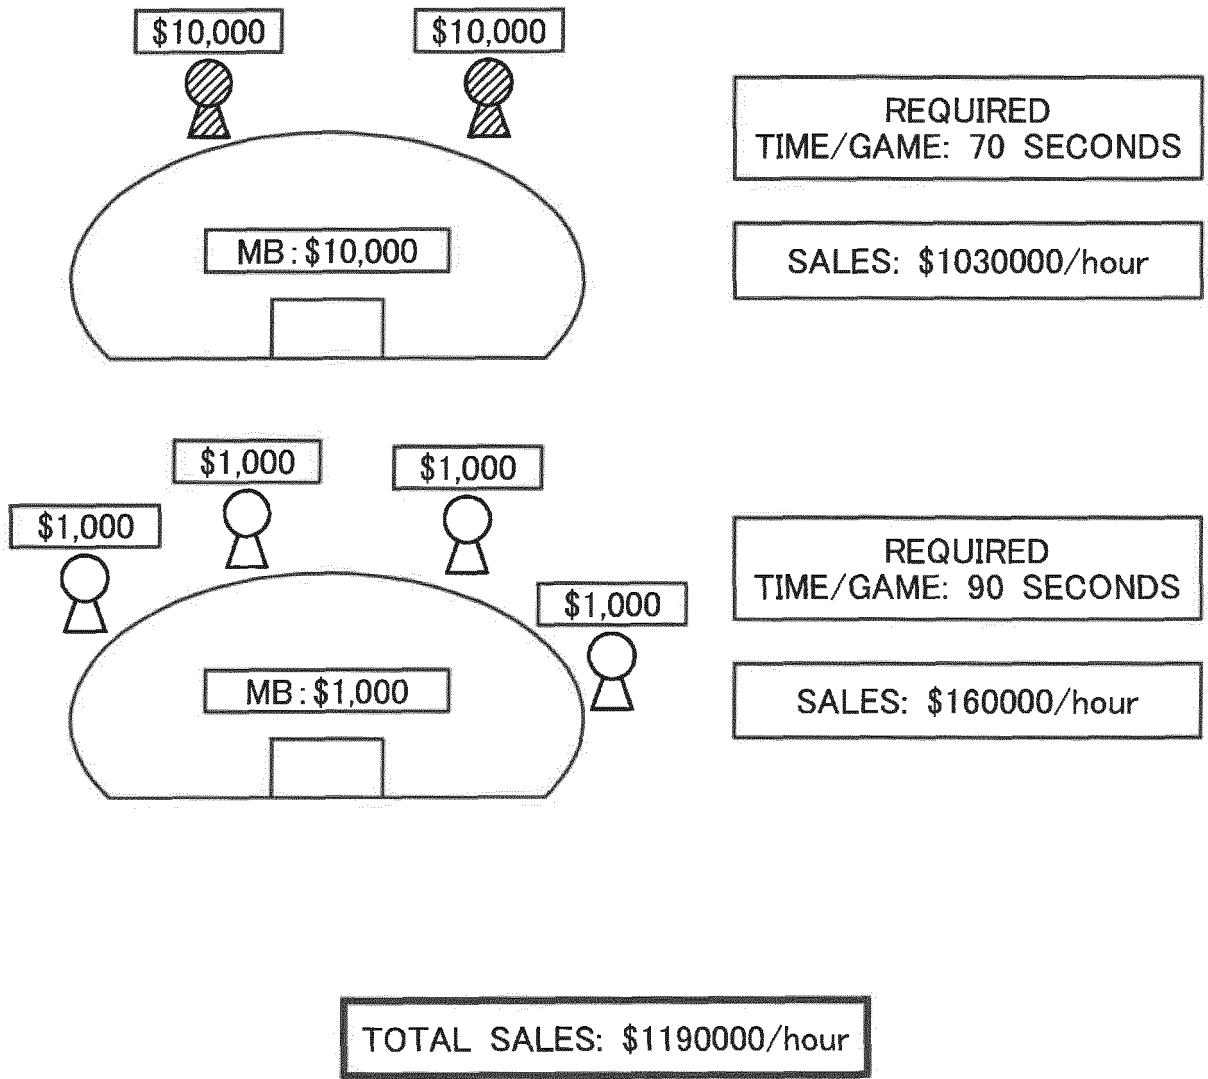 $10,000
$10,000
MB:$10,000
REQUIRED
TIME/GAME: 70 SECONDS
SALES: $1030000/hour
$1,000
$1,000
$1,000
$1,000
MB:$1,000
REQUIRED
TIME/GAME: 90 SECONDS
SALES: $160000/hour
TOTAL SALES: $1190000/hour